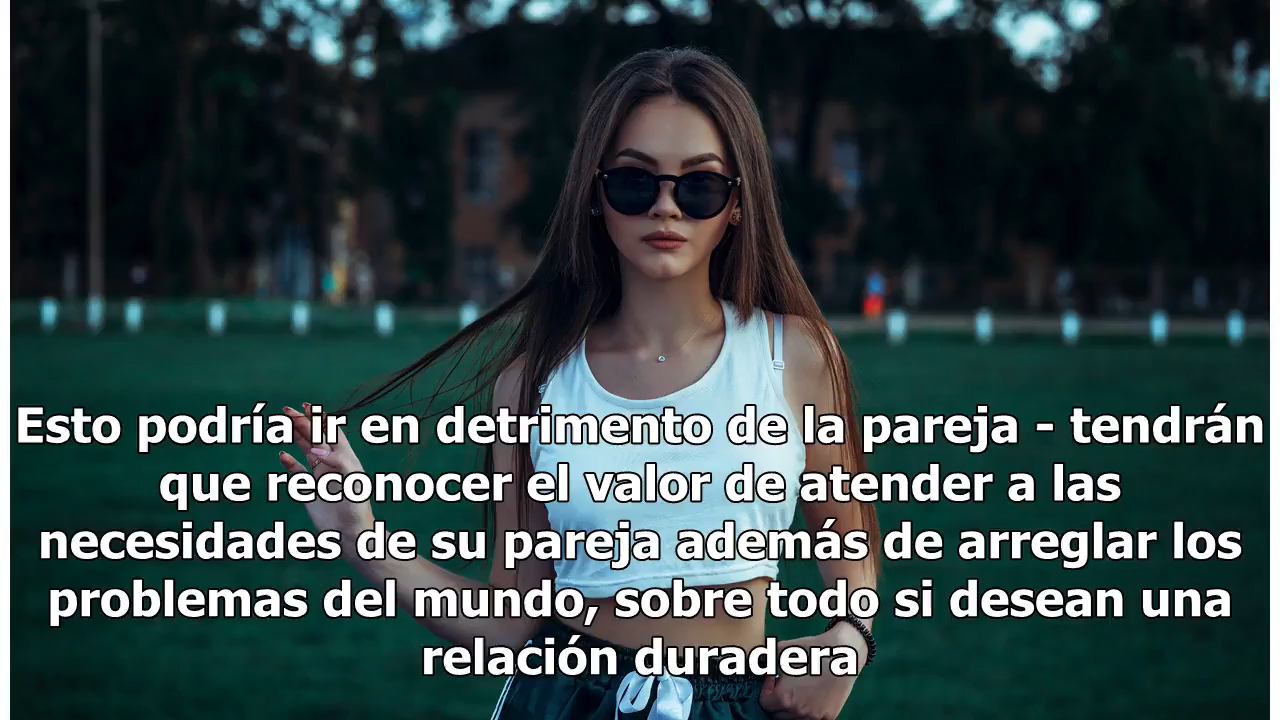 Esto podría ir en detrimento de la pareja - tendrán
que reconocer el valor de atender a las
necesidades de su pareja además de arreglar los
problemas del mundo, sobre todo si desean una
relación duradera